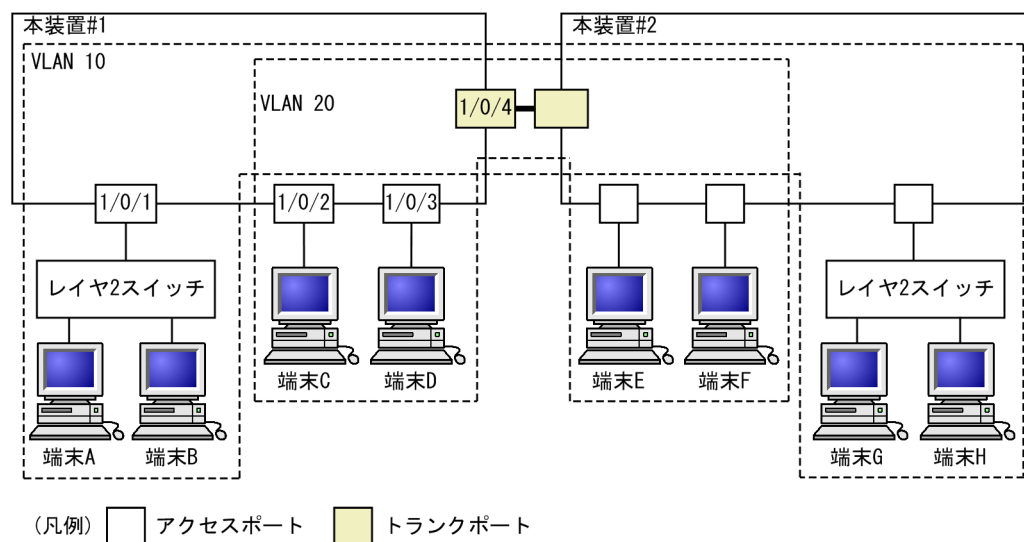 本装置#1
本装置#2
VLAN 10
VLAN 20
1/0/4
1/0/1
1/0/2
1/0/3
レイヤ2スイッチ
レイヤ2スイッチ
端末C
端末D
端末E
端末F
端末A
端末B
端末G
端末H
(凡例)
アクセスポート
トランクポート